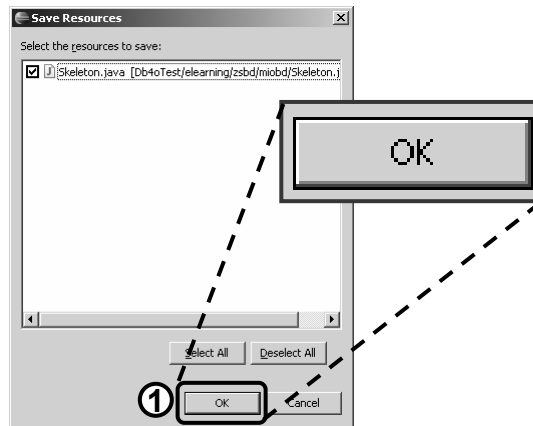 Save Resources
Select the resources to save:
Skeleton.java [Db4oTest/elearning/zsbd/miobd/Skeleton.j
OK
Select All Deselect All
1 OK Cancel